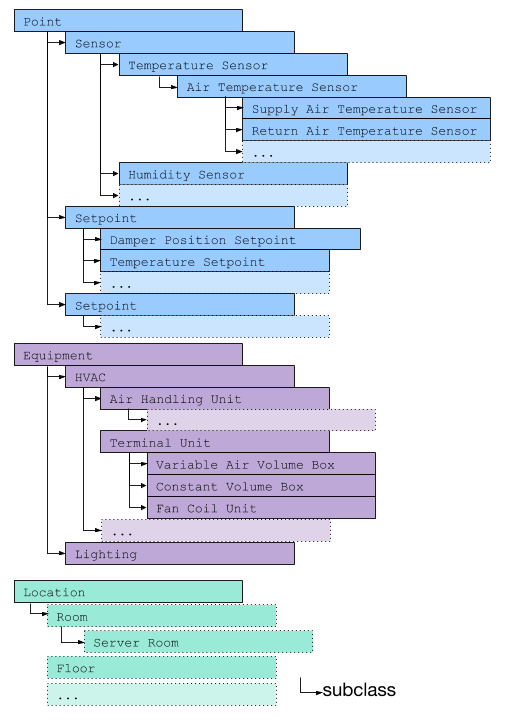 Point
Sensor
Temperature Sensor
Air Temperature Sensor
Supply Air Temperature Sensor
Return Air Temperature Sensor
...
Humidity Sensor
...
Setpoint
Damper Position Setpoint
Temperature Setpoint
...
Setpoint
...
Equipment
HVAC
Air Handling Unit
...
Terminal Unit
Variable Air Volume Box
Constant Volume Box
Fan Coil Unit
...
Lighting
Location
Room
Server Room
Floor
...
subclass